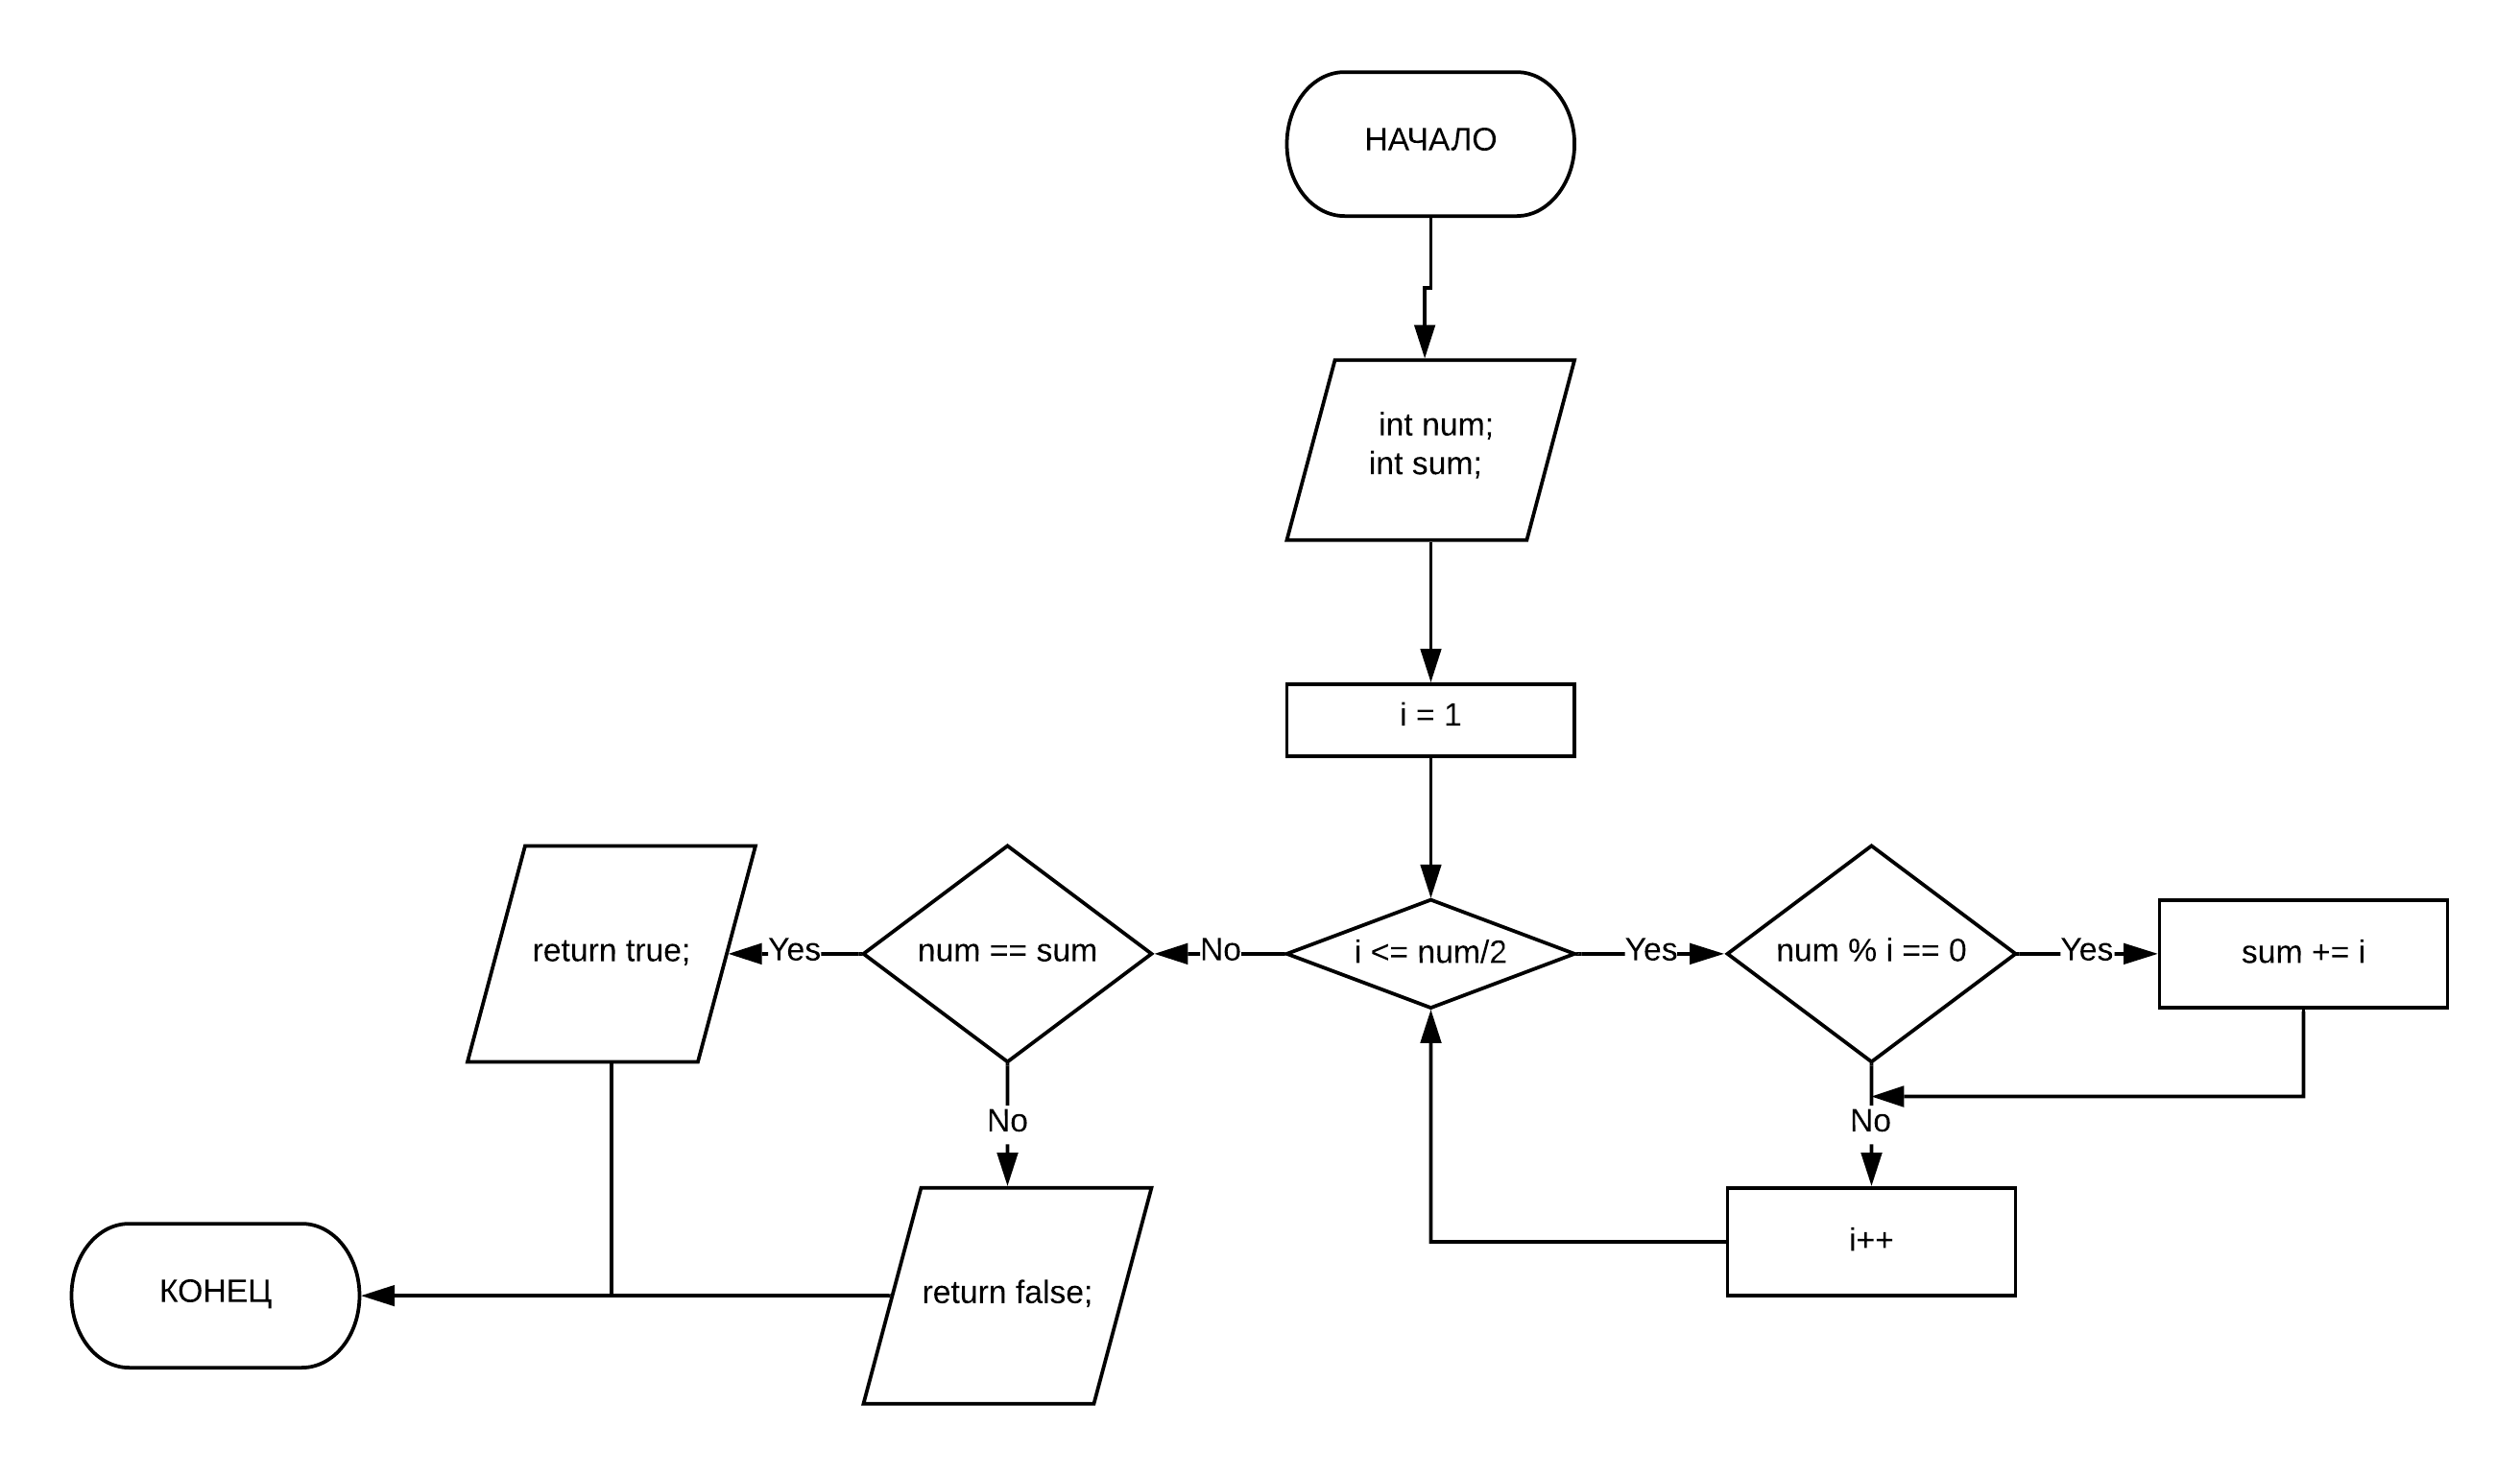 НАЧАЛО
int num;
int sum;
i = 1
return true;
Yes
num == sum
No
i <= num/2
Yes
num % i == 0
Yes
sum += i
No
No
КОНЕЦ
return false;
i++